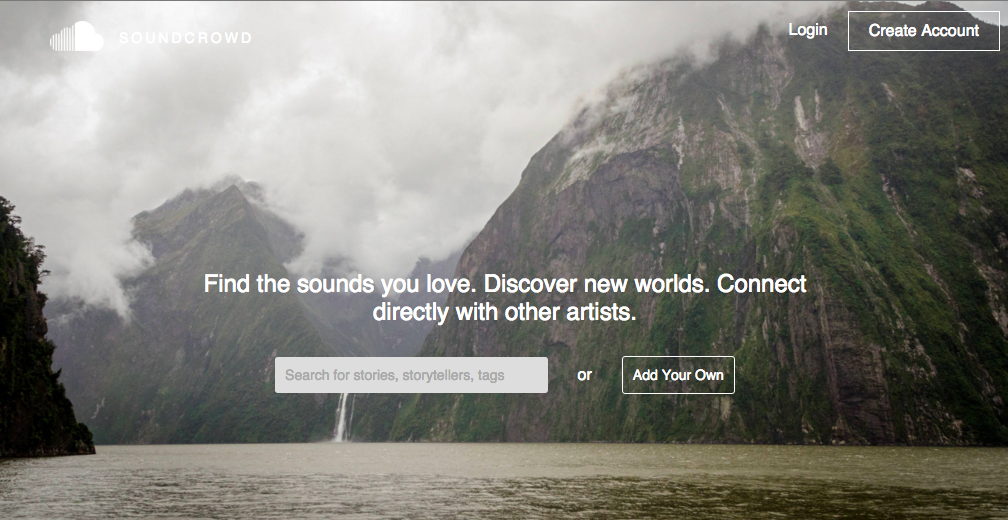 SOUNDCROWD
Login
Create Account
Find the sounds you love. Discover new worlds. Connect
directly with other artists.
Search for stories, storytellers, tags
or
Add Your Own